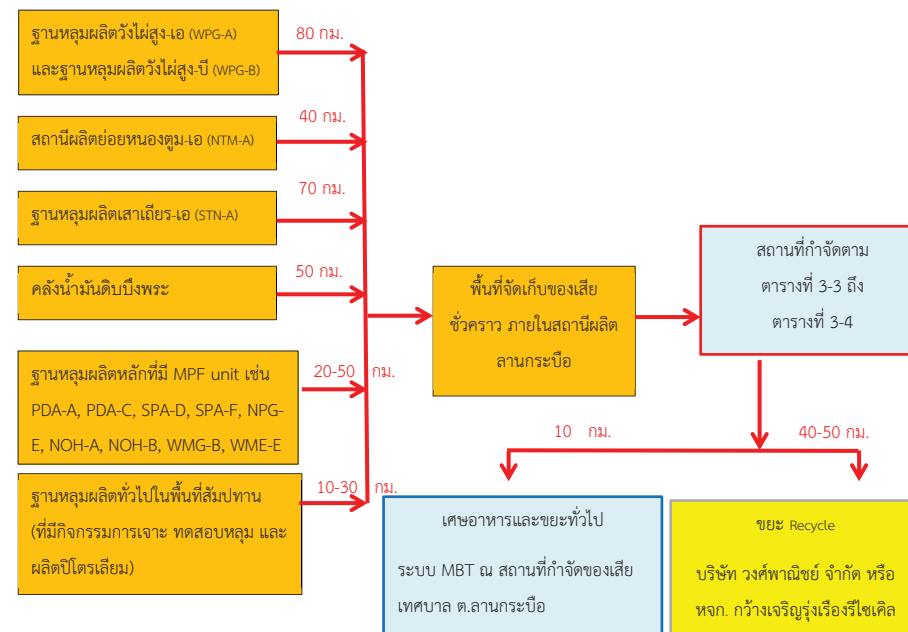 ฐานหลุมผลิตวังไผ่สูง-เอ (WPG-A)
และฐานหลุมผลิตวังไผ่สูง-บี (WPG-B)
80 กม.
สถานีผลิตย่อยหนองตูม-เอ (NTM-A)
40 กม.
ฐานหลุมผลิตเสาเถียร-เอ (STN-A)
70 กม.
คลังน้ำมันดิบบึงพระ
50 กม.
ฐานหลุมผลิตหลักที่มี MPF unit เช่น
PDA-A, PDA-C, SPA-D, SPA-F, NPG-
E, NOH-A, NOH-B, WMG-B, WME-E
20-50 กม.
ฐานหลุมผลิตทั่วไปในพื้นที่สัมปทาน
(ที่มีกิจกรรมการเจาะ ทดสอบหลุม และ
ผลิตปิโตรเลียม)
10-30 กม.
พื้นที่จัดเก็บของเสีย
ชั่วคราว ภายในสถานีผลิต
ลานกระบือ
สถานที่กำจัดตาม
ตารางที่ 3-3 ถึง
ตารางที่ 3-4
10 กม.
40-50 กม.
เศษอาหารและขยะทั่วไป
ระบบ MBT ณ สถานที่กำจัดของเสีย
เทศบาล ต.ลานกระบือ
ขยะ Recycle
บริษัท วงศ์พาณิชย์ จำกัด หรือ
หจก. กว้างเจริญรุ่งเรืองรีไซเคิล